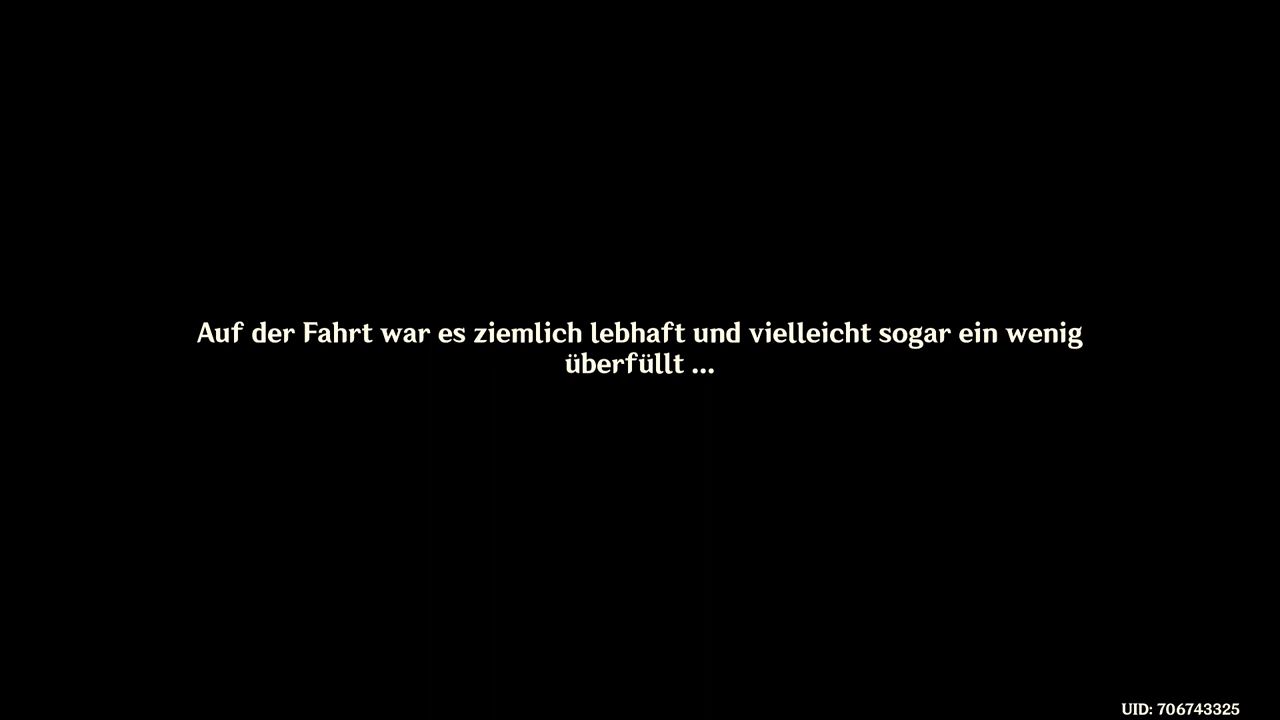 Auf der Fahrt war es ziemlich lebhaft und vielleicht sogar ein wenig
überfüllt ...
UID: 706743325